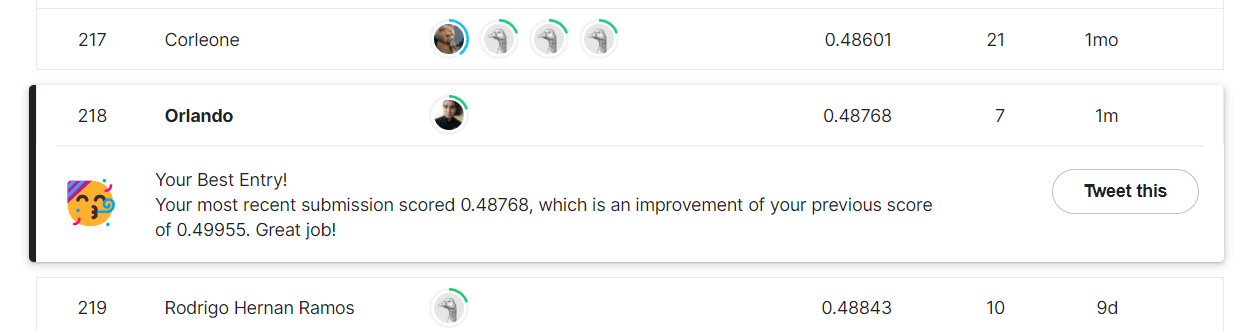 217 Corleone 0.48601 21 1mo
218 Orlando 0.48768 7 1m
Your Best Entry!
Your most recent submission scored 0.48768, which is an improvement of your previous score
of 0.49955. Great job!
Tweet this
219 Rodrigo Hernan Ramos 0.48843 10 9d